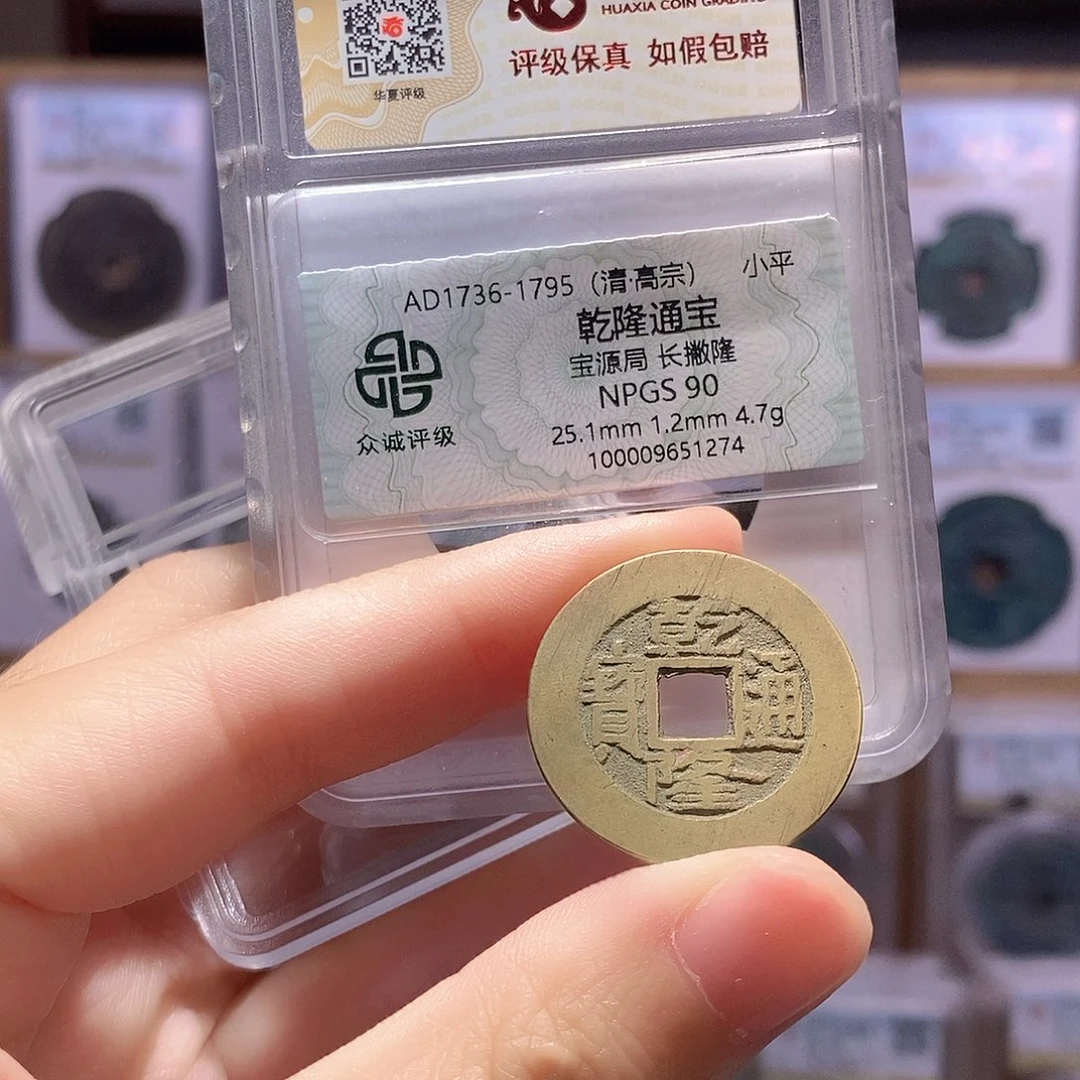 HUAXIA COIN GRADING
评级保真 如假包赔
华夏评级
AD1736-1795（清·高宗） 小平
乾隆通宝
宝源局 长撇隆
NPGS 90
25.1mm 1.2mm 4.7g
100009651274
众诚评级
乾
隆
通
寶